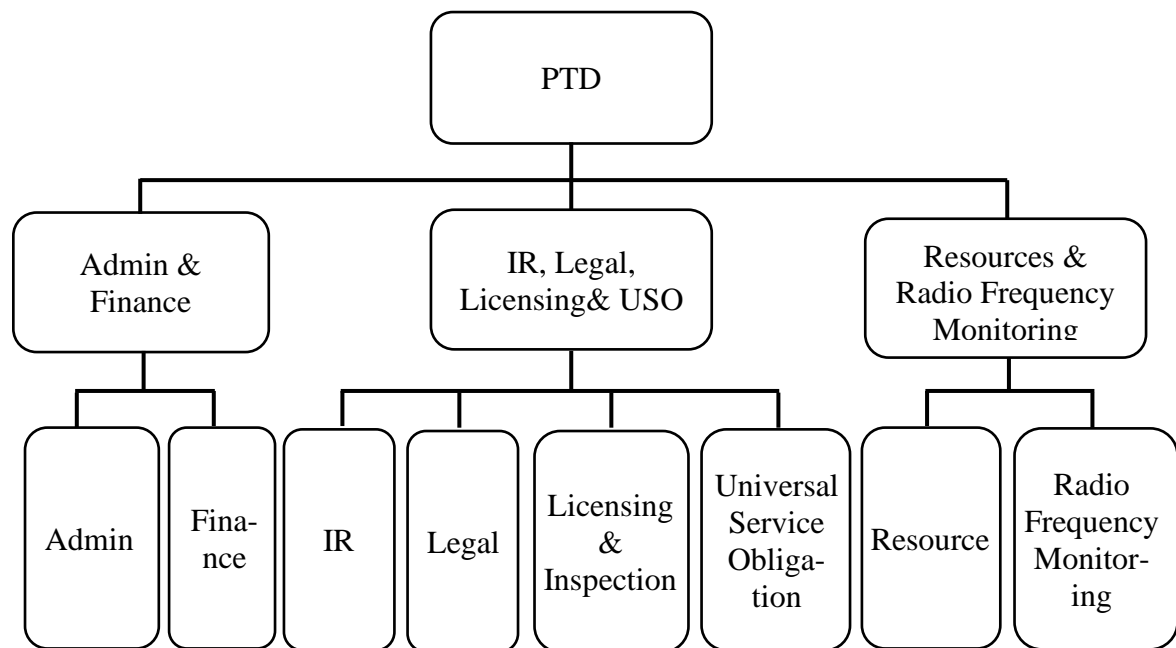 PTD
Admin &
Finance
IR, Legal,
Licensing& USO
Resources &
Radio Frequency
Monitoring
Admin
Fina-
nce
IR
Legal
Licensing
&
Inspection
Universal
Service
Obliga-
tion
Resource
Radio
Frequency
Monitor-
ing